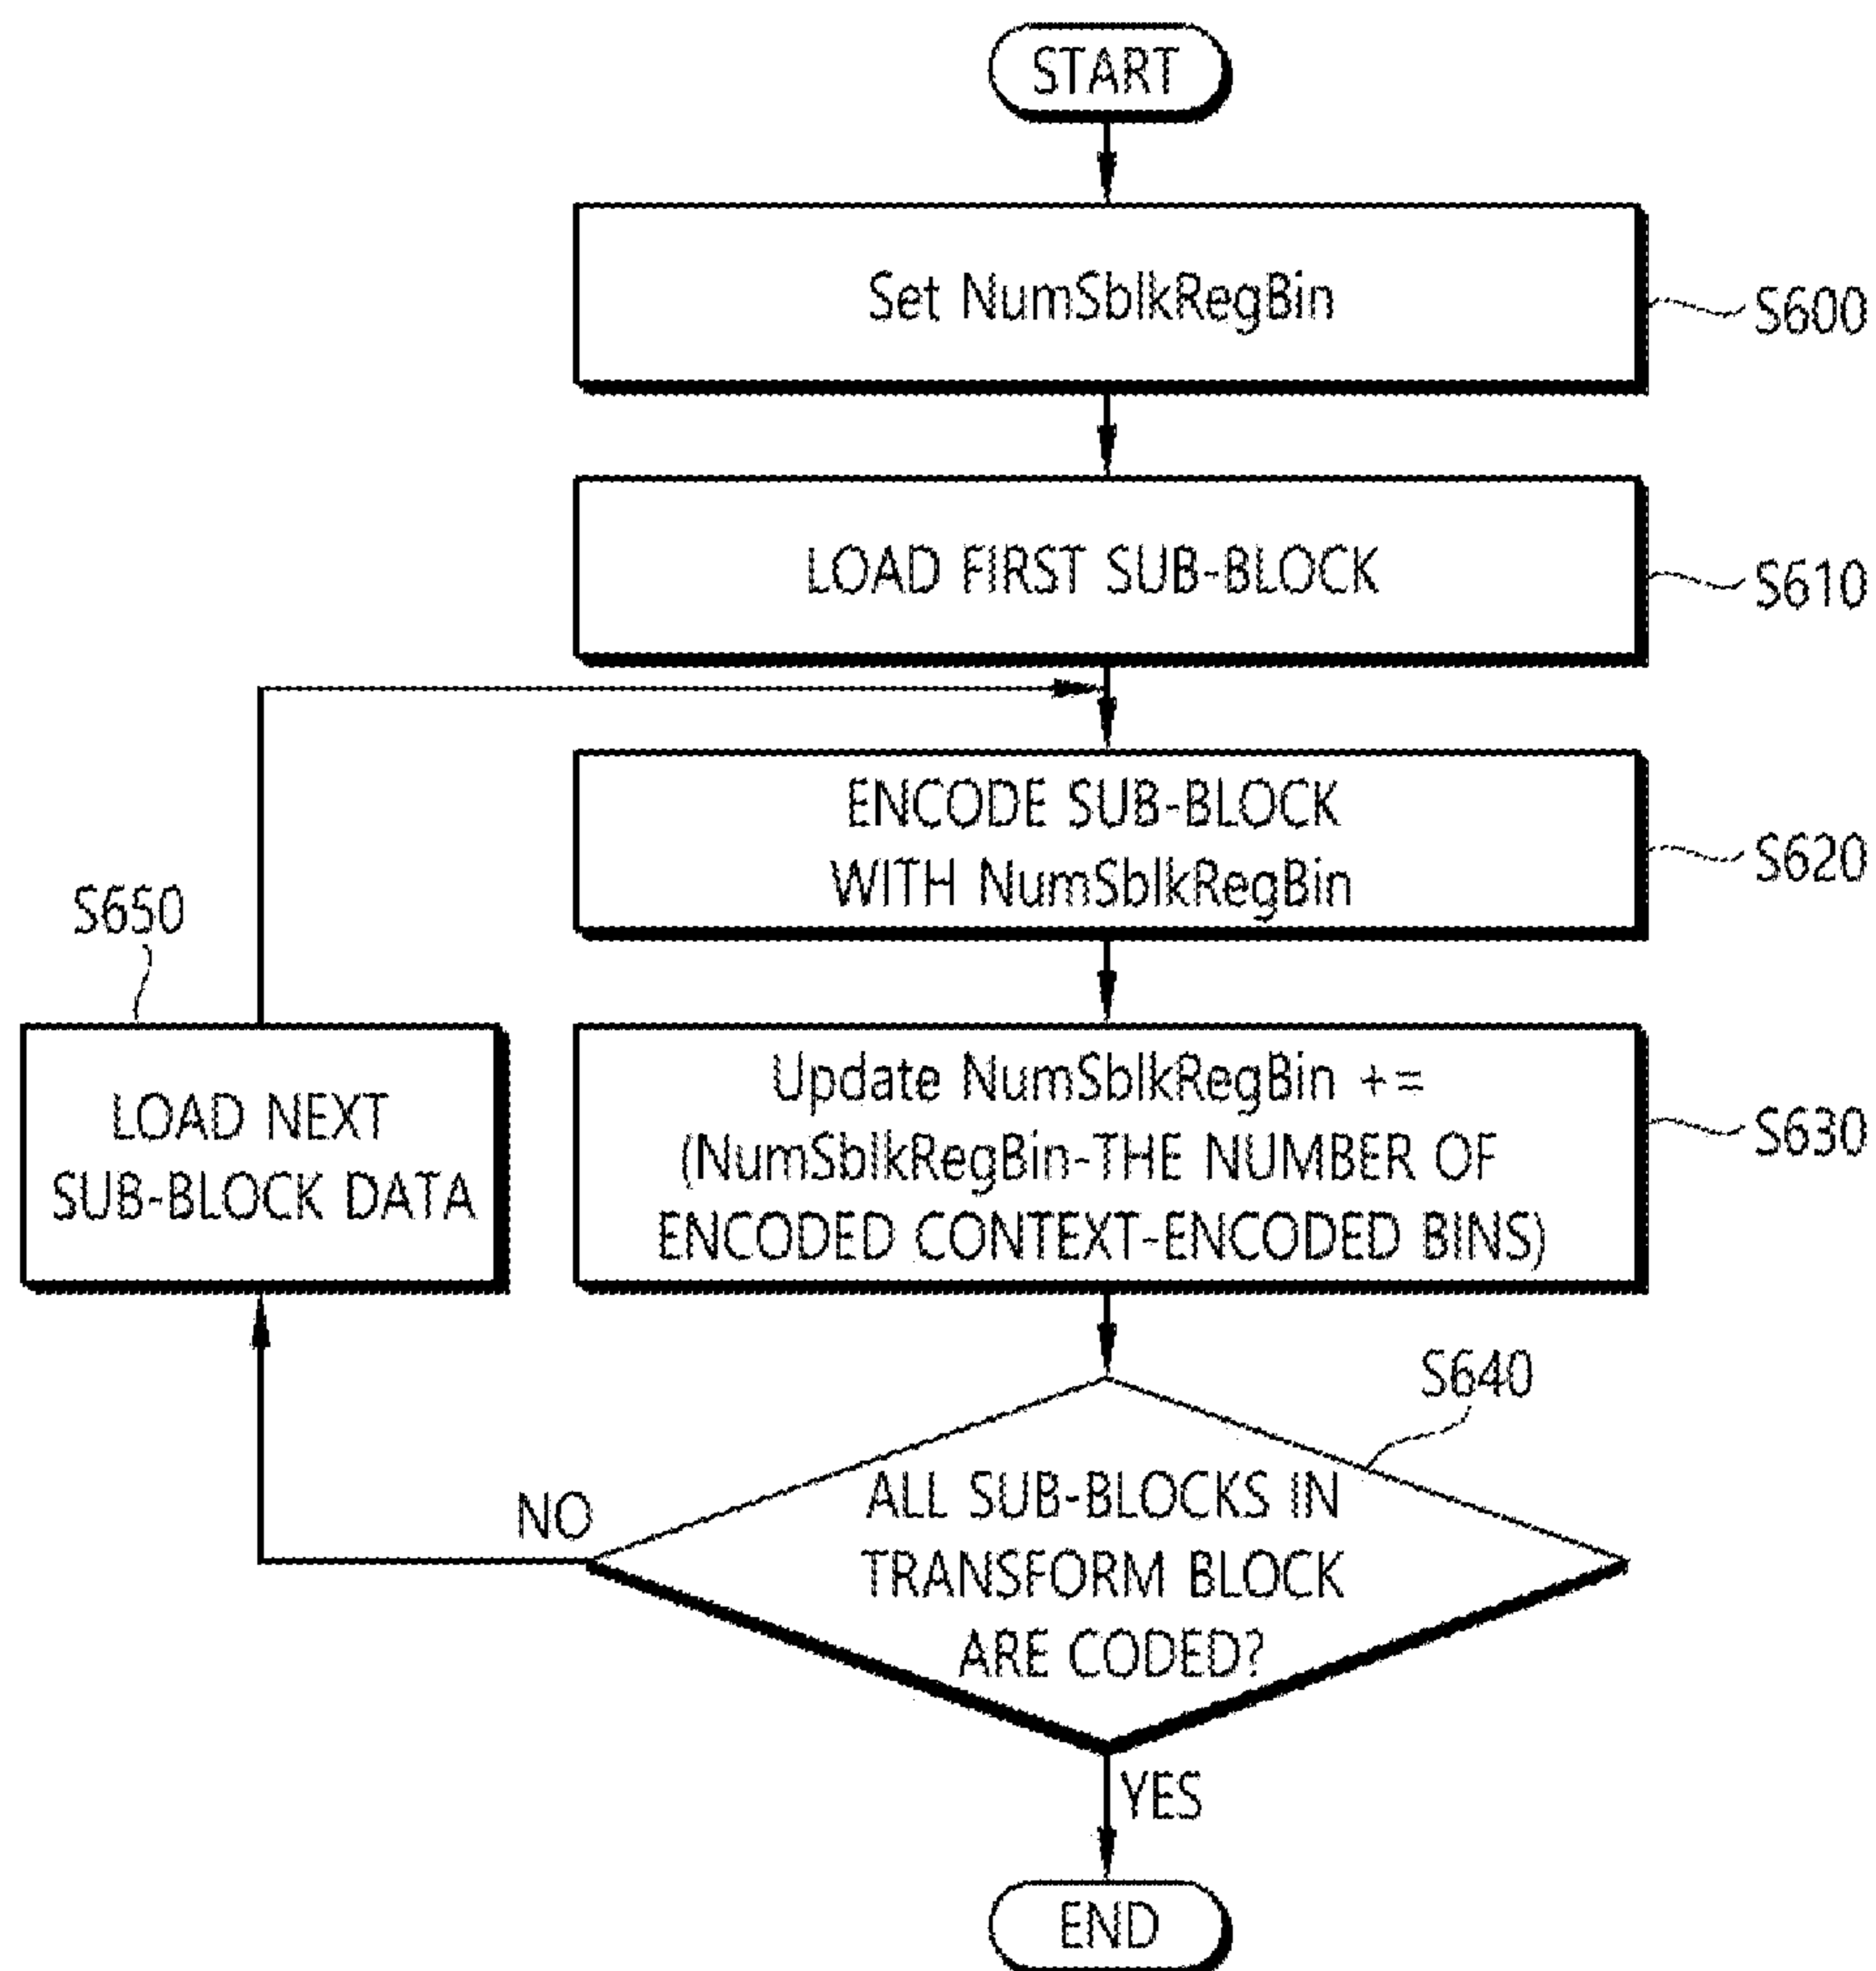 START
Set NumSblkRegBin
S600
LOAD FIRST SUB-BLOCK
S610
ENCODE SUB-BLOCK
WITH NumSblkRegBin
S620
S650
LOAD NEXT
SUB-BLOCK DATA
Update NumSblkRegBin +=
(NumSblkRegBin-THE NUMBER OF
ENCODED CONTEXT-ENCODED BINS)
S630
S640
ALL SUB-BLOCKS IN
TRANSFORM BLOCK
ARE CODED?
NO
YES
END